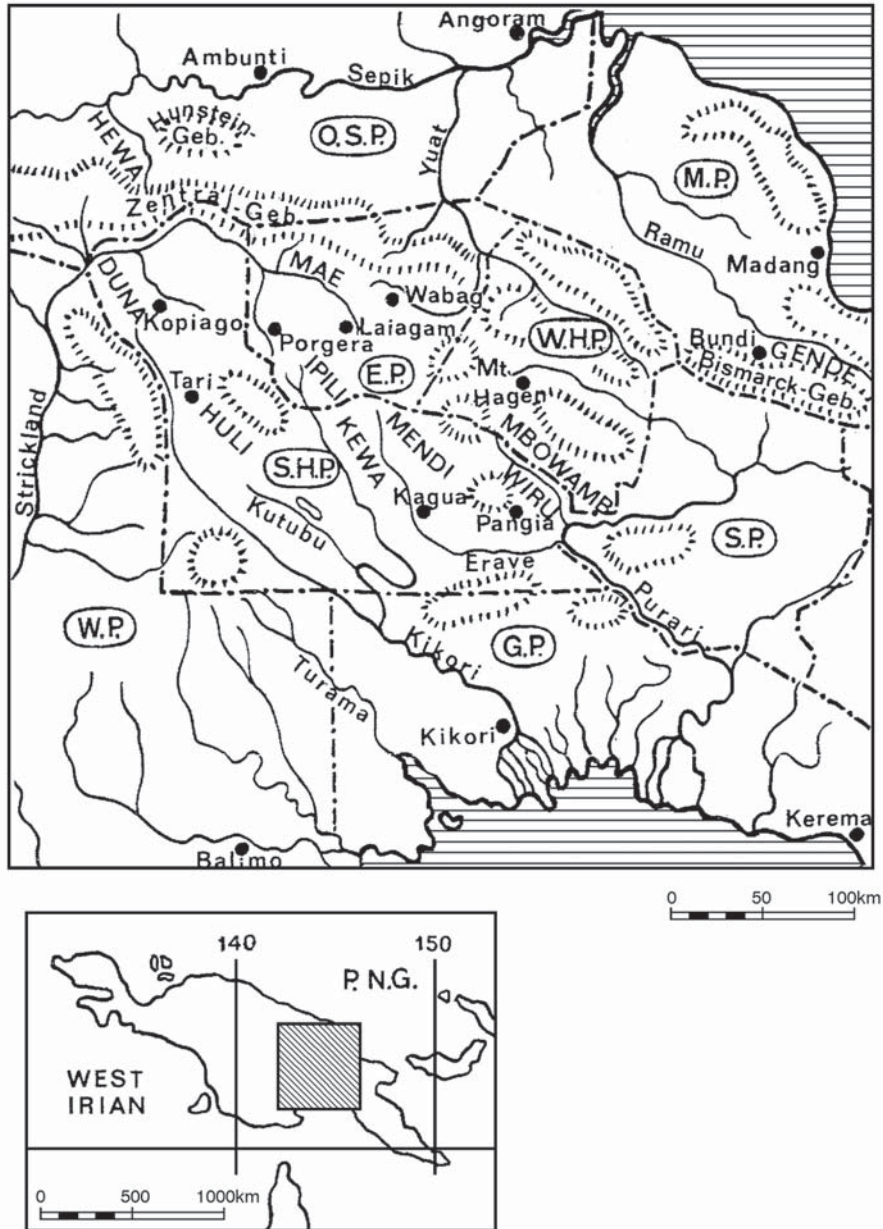 Angoram
Ambunti
Sepik
HEWA
Hunstein-
Geb.
O.S.P.
Yuat
M.P.
Zentral Geb.
Ramu
Madang
DUNA
MAE
Wabag
Kopiago
Porgera
Laiagam
W.H.P.
Bundi
GENDE
Bismarck-Geb.
E.P.
Mt.
Hagen
Tari
IPILI
HULI
Strickland
KEWA
MENDI
MBOWAMB
S.H.P.
WIRU
Kagua
Pangia
Kutubu
S.P.
Erave
Purari
W.P.
G.P.
Kikori
Turama
Kikori
Kerema
Balimo
0 50 100km
140 150
P.N.G.
WEST
IRIAN
0 500 1000km